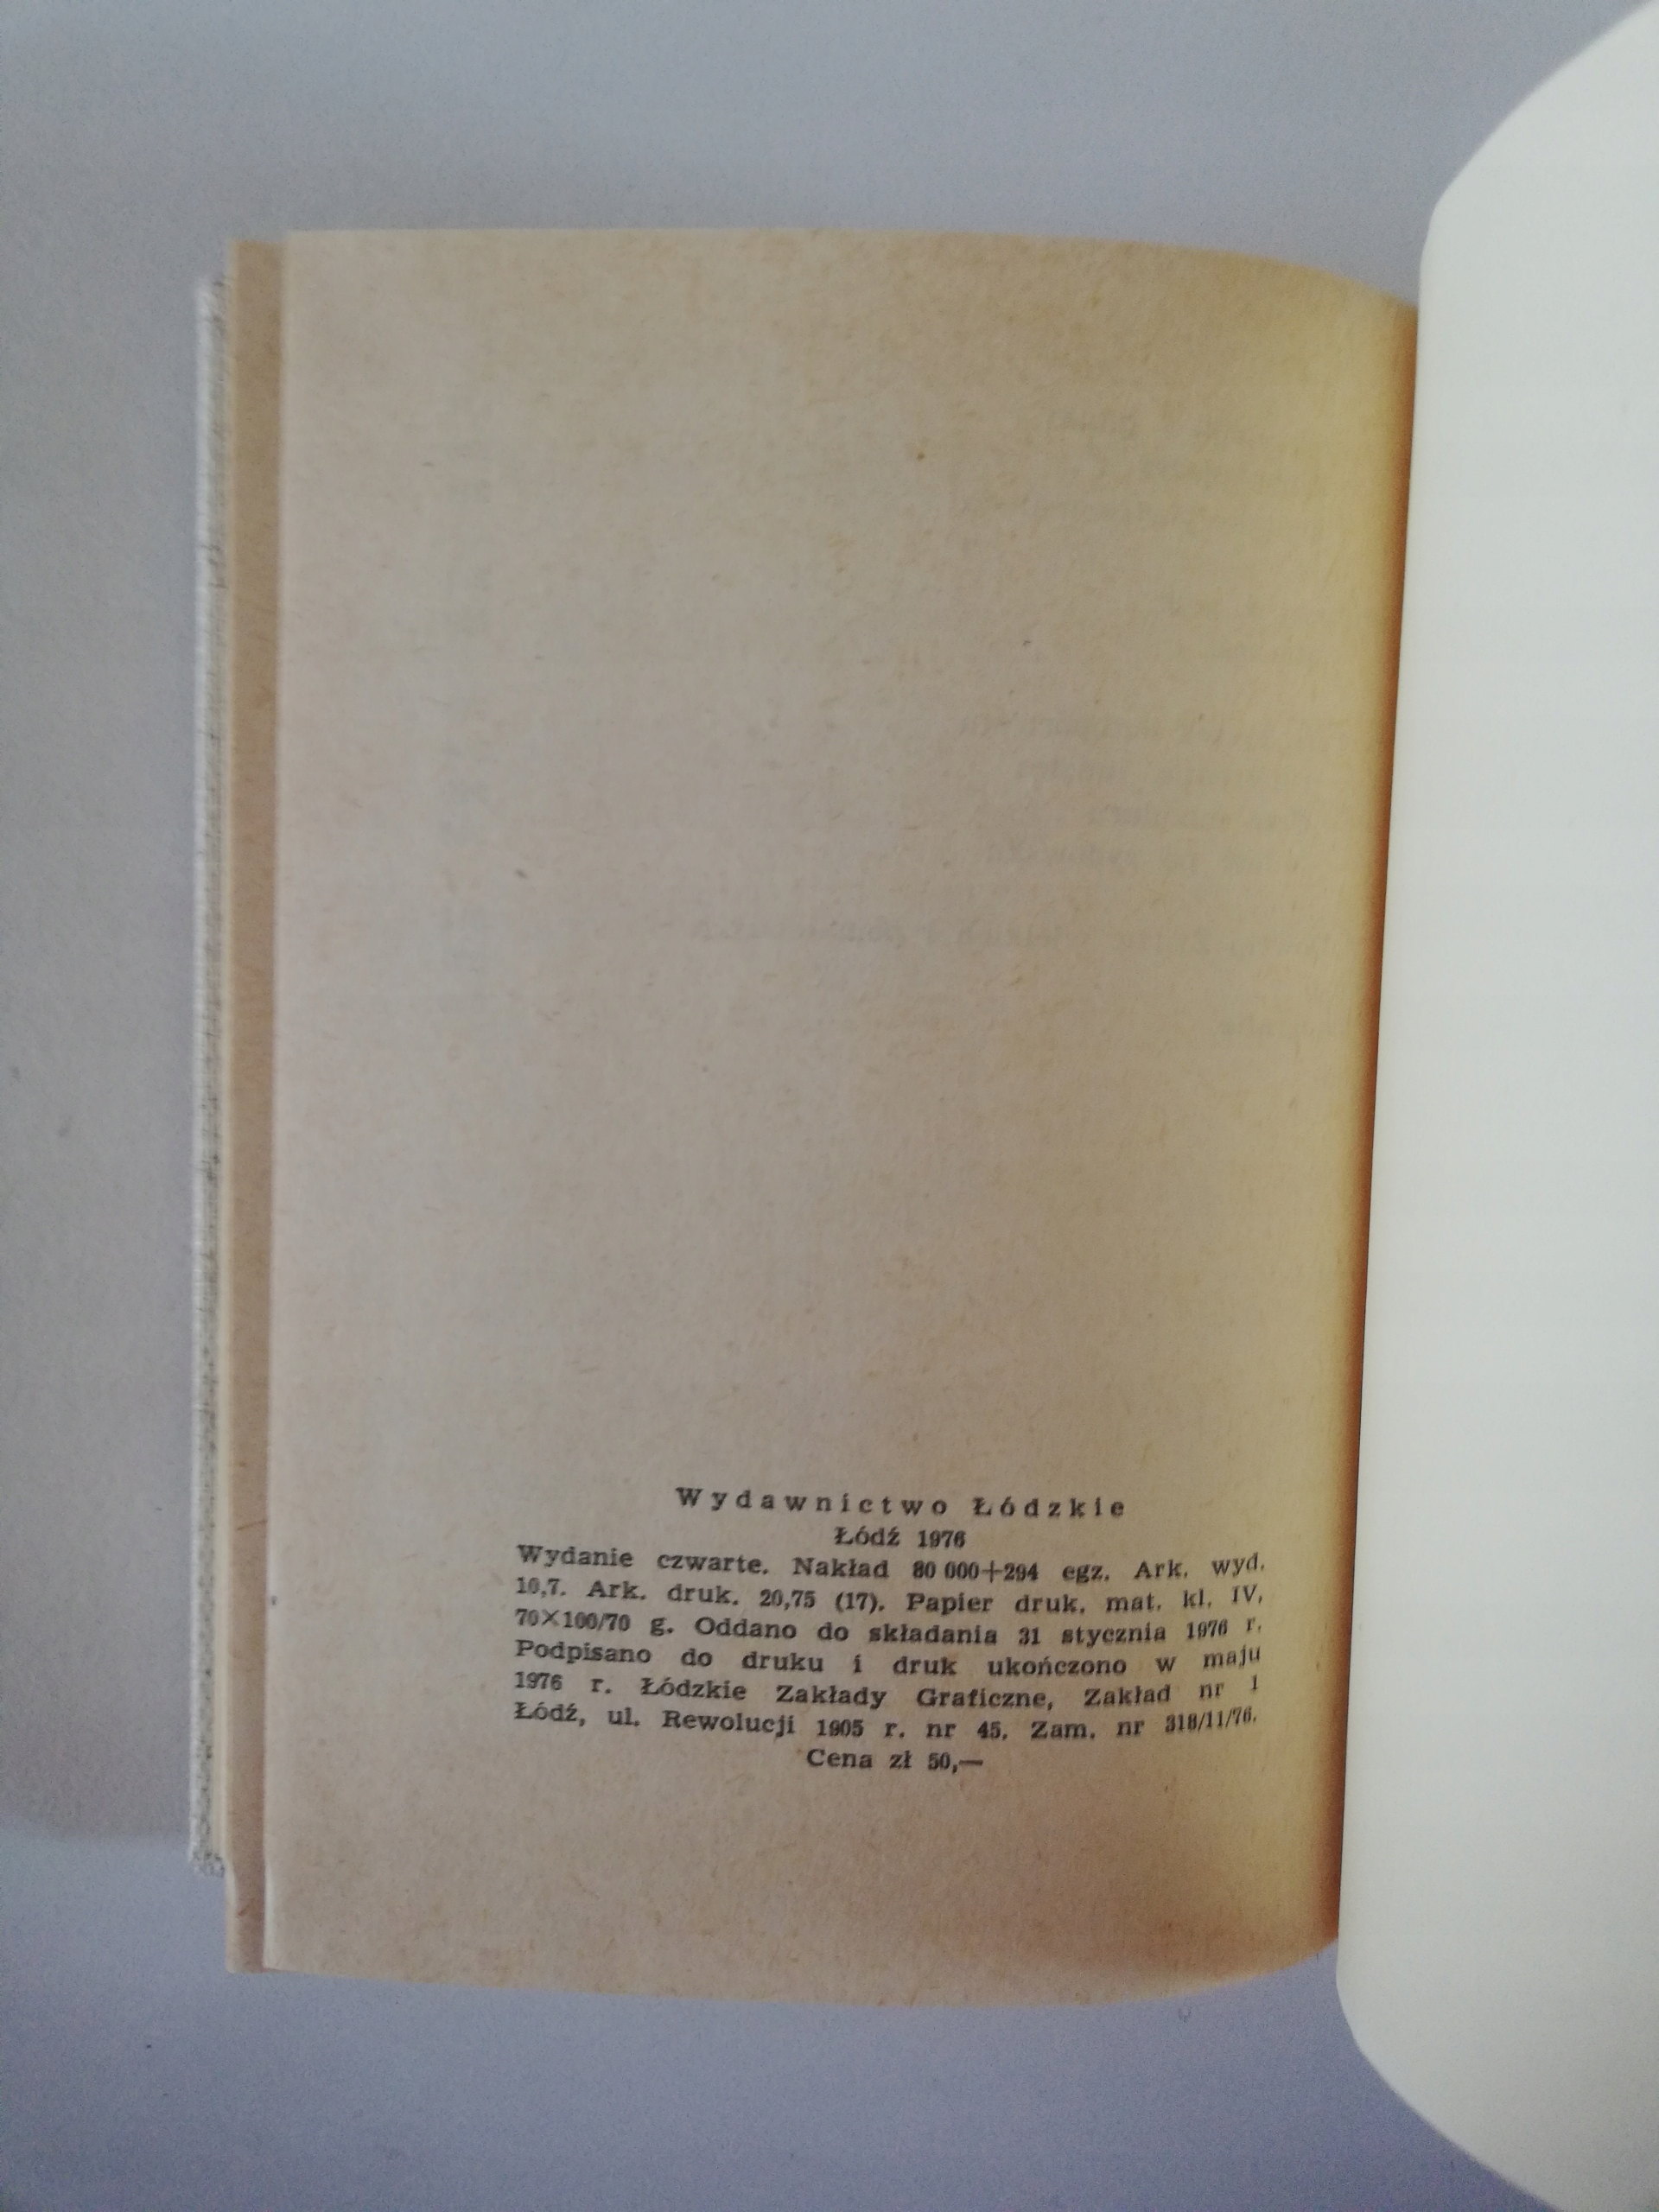 Wydawnictwo Łódzkie
Łódź 1976
Wydanie czwarte. Nakład 80 000+294 egz. Ark. wyd.
10,7. Ark. druk. 20,75 (17). Papier druk. mat. kl. IV,
70×100/70 g. Oddano do składania 31 stycznia 1976 r.
Podpisano do druku i druk ukończono w maju
1976 r. Łódzkie Zakłady Graficzne, Zakład nr 1
Łódź, ul. Rewolucji 1905 r. nr 45. Zam. nr 318/11/76.
Cena zł 50,—